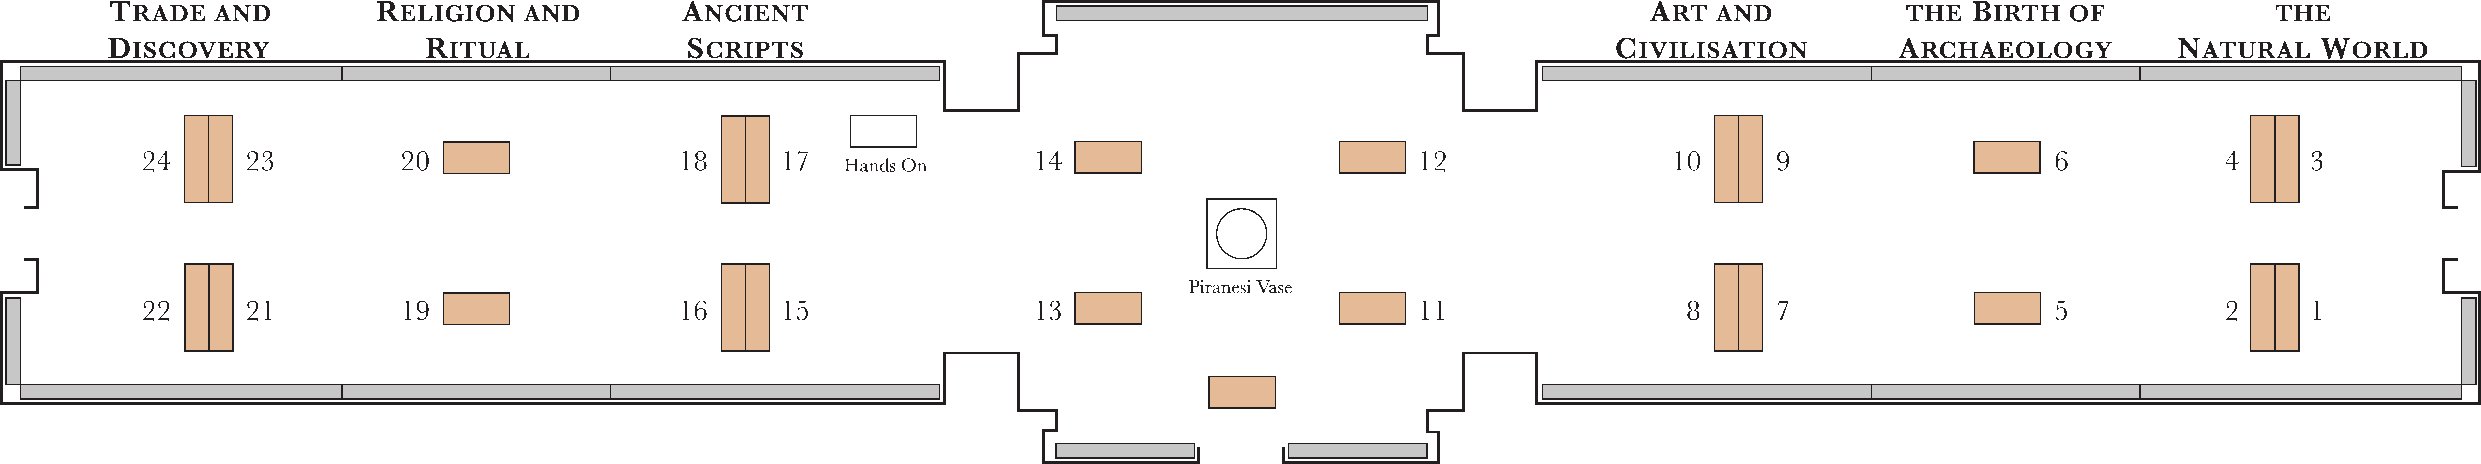 TRADE AND
DISCOVERY
RELIGION AND
RITUAL
ANCIENT
SCRIPTS
ART AND
CIVILISATION
THE BIRTH OF
ARCHAEOLOGY
THE
NATURAL WORLD
24 23 20 18 17 14 12 10 9 6 4 3
Hands On
Piranesi Vase
22 21 19 16 15 13 11 8 7 5 2 1